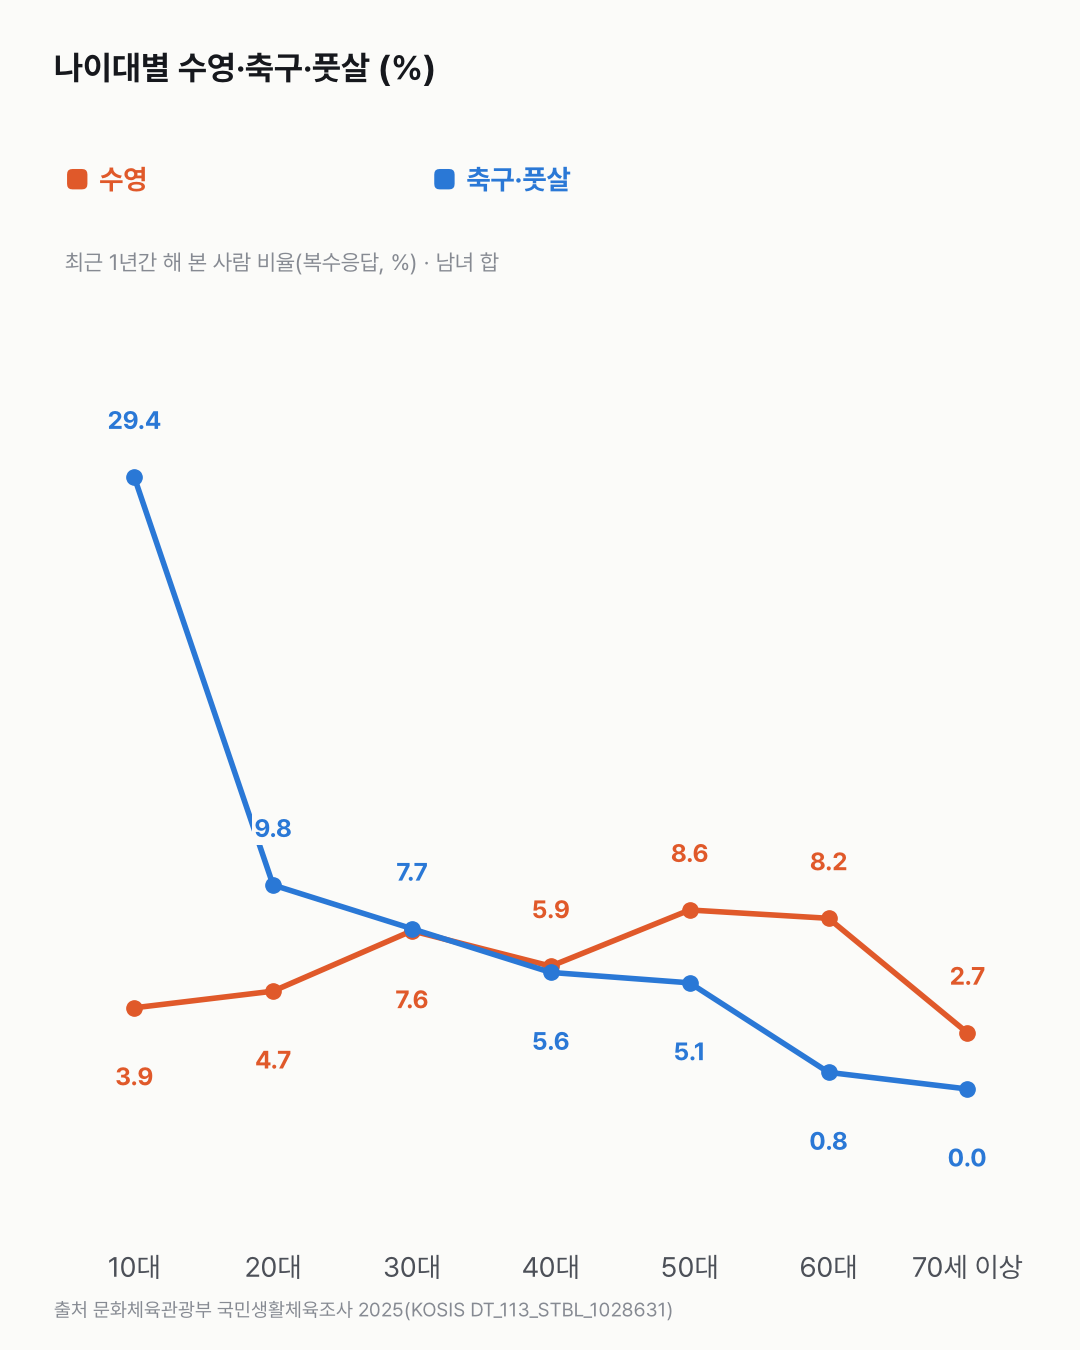 나이대별 수영·축구·풋살 (%)
수영 축구·풋살
최근 1년간 해 본 사람 비율(복수응답, %) · 남녀 합
29.4
9.8
7.7
8.6
8.2
5.9
2.7
7.6
5.6
5.1
4.7
3.9
0.8
0.0
10대 20대 30대 40대 50대 60대 70세 이상
출처 문화체육관광부 국민생활체육조사 2025(KOSIS DT_113_STBL_1028631)